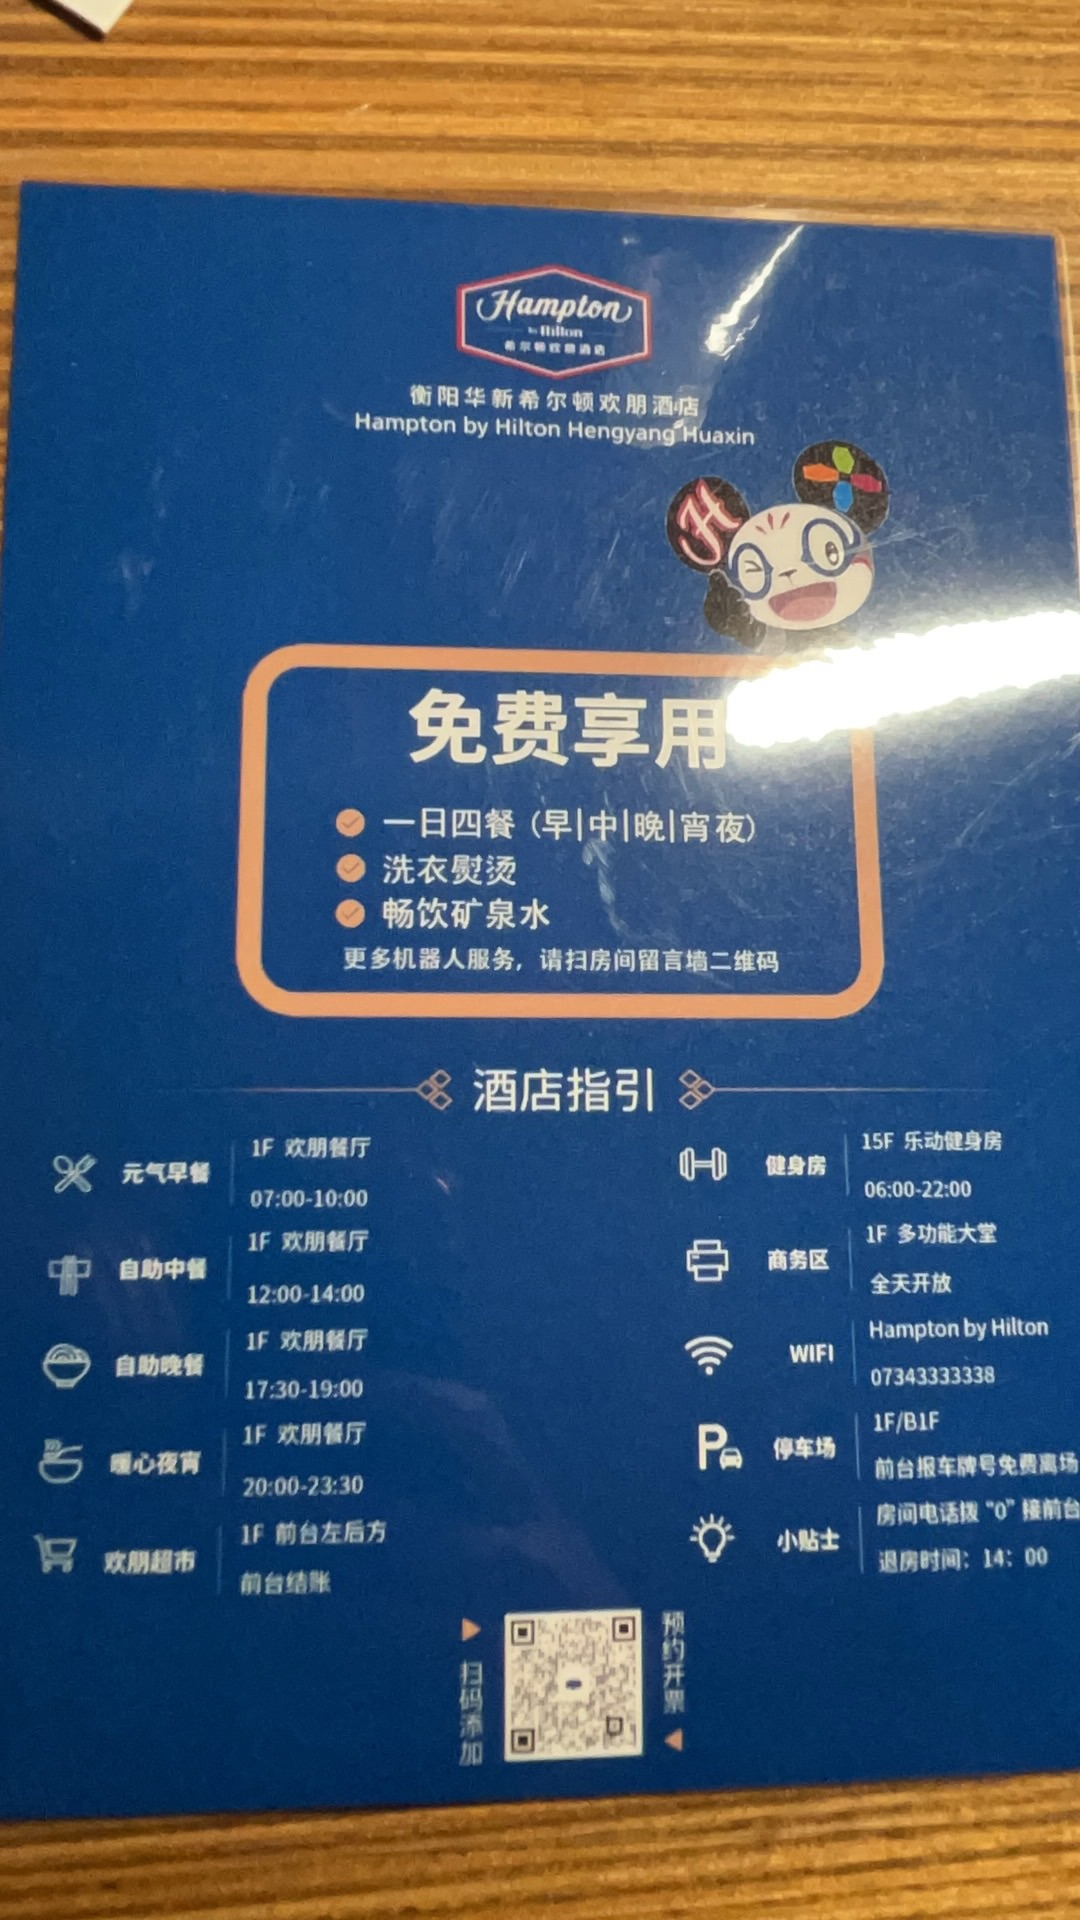 Hampton
by Hilton
希尔顿欢朋酒店
衡阳华新希尔顿欢朋酒店
Hampton by Hilton Hengyang Huaxin
H
免费享用
一日四餐 (早|中|晚|宵夜)
洗衣熨烫
畅饮矿泉水
更多机器人服务，请扫房间留言墙二维码
酒店指引
元气早餐
1F 欢朋餐厅
07:00-10:00
自助中餐
1F 欢朋餐厅
12:00-14:00
自助晚餐
1F 欢朋餐厅
17:30-19:00
暖心夜宵
1F 欢朋餐厅
20:00-23:30
欢朋超市
1F 前台左后方
前台结账
健身房
15F 乐动健身房
06:00-22:00
商务区
1F 多功能大堂
全天开放
WIFI
Hampton by Hilton
07343333338
P
停车场
1F/B1F
前台报车牌号免费离场
小贴士
房间电话拨 “0” 接前台
退房时间：14：00
扫码添加
预约开票